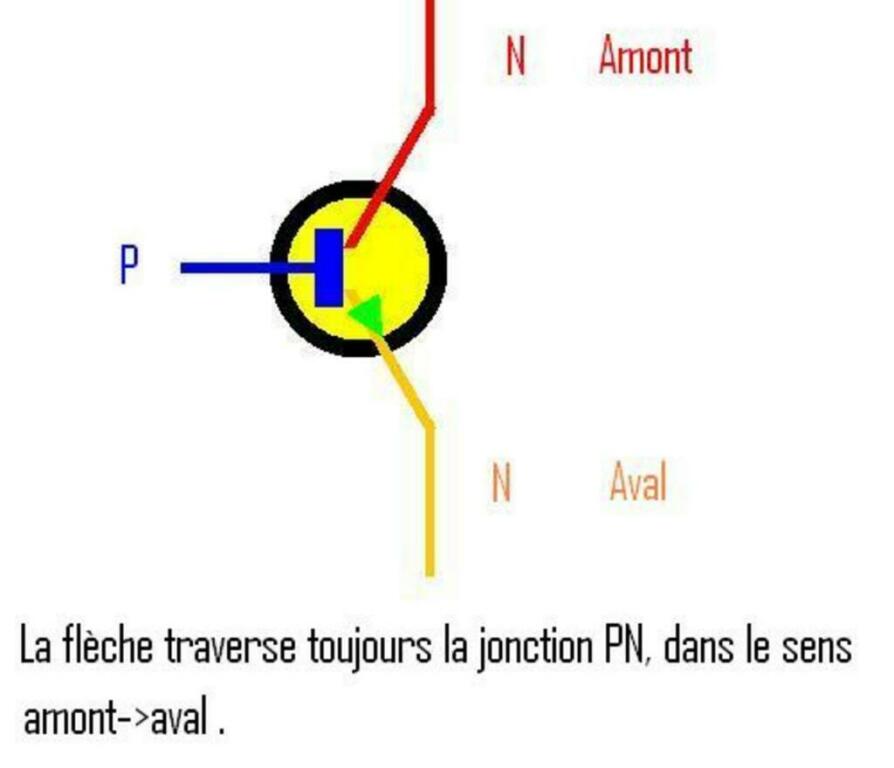 N Amont
P
N Aval
La flèche traverse toujours la jonction PN, dans le sens
amont->aval .